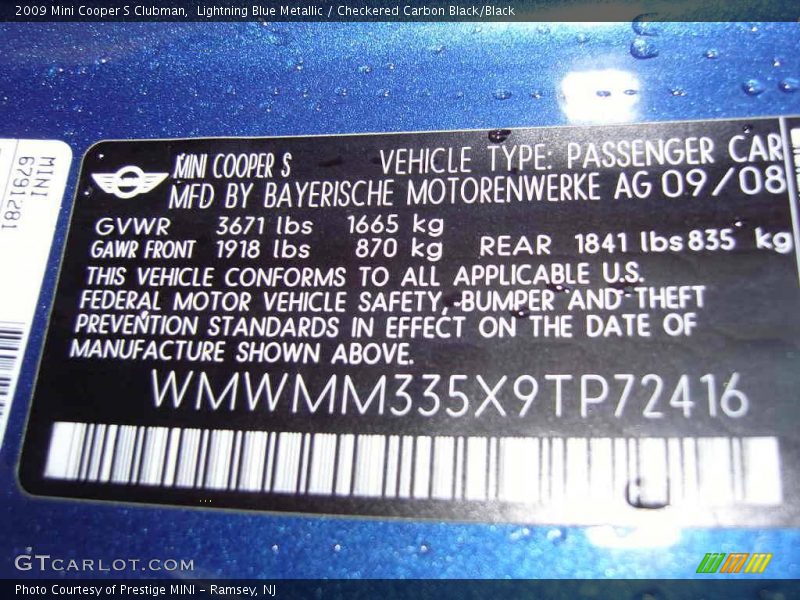 2009 Mini Cooper S Clubman,  Lightning Blue Metallic / Checkered Carbon Black/Black
MINI
6791281
MINI COOPER S VEHICLE TYPE: PASSENGER CAR
MFD BY BAYERISCHE MOTORENWERKE AG 09/08
GVWR 3671 lbs 1665 kg
GAWR FRONT 1918 lbs 870 kg REAR 1841 lbs 835 kg
THIS VEHICLE CONFORMS TO ALL APPLICABLE U.S.
FEDERAL MOTOR VEHICLE SAFETY, BUMPER AND THEFT
PREVENTION STANDARDS IN EFFECT ON THE DATE OF
MANUFACTURE SHOWN ABOVE.
WMWMM335X9TP72416
GTCARLOT.COM
Photo Courtesy of Prestige MINI - Ramsey, NJ